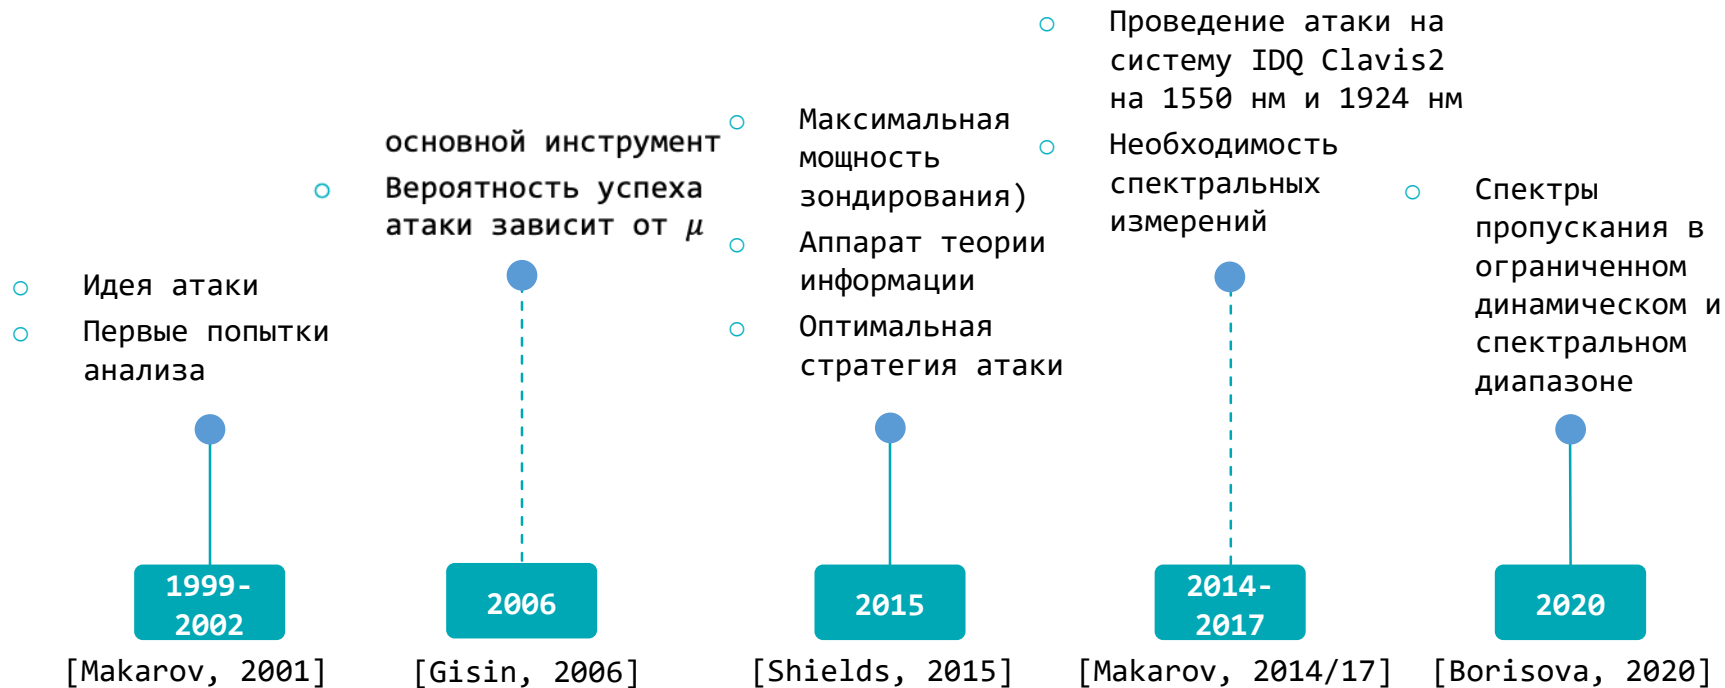 Идея атаки
Первые попытки
анализа
1999-
2002
[Makarov, 2001]
основной инструмент
Вероятность успеха
атаки зависит от μ
2006
[Gisin, 2006]
Максимальная
мощность
зондирования)
Аппарат теории
информации
Оптимальная
стратегия атаки
2015
[Shields, 2015]
Проведение атаки на
систему IDQ Clavis2
на 1550 нм и 1924 нм
Необходимость
спектральных
измерений
2014-
2017
[Makarov, 2014/17]
Спектры
пропускания в
ограниченном
динамическом и
спектральном
диапазоне
2020
[Borisova, 2020]